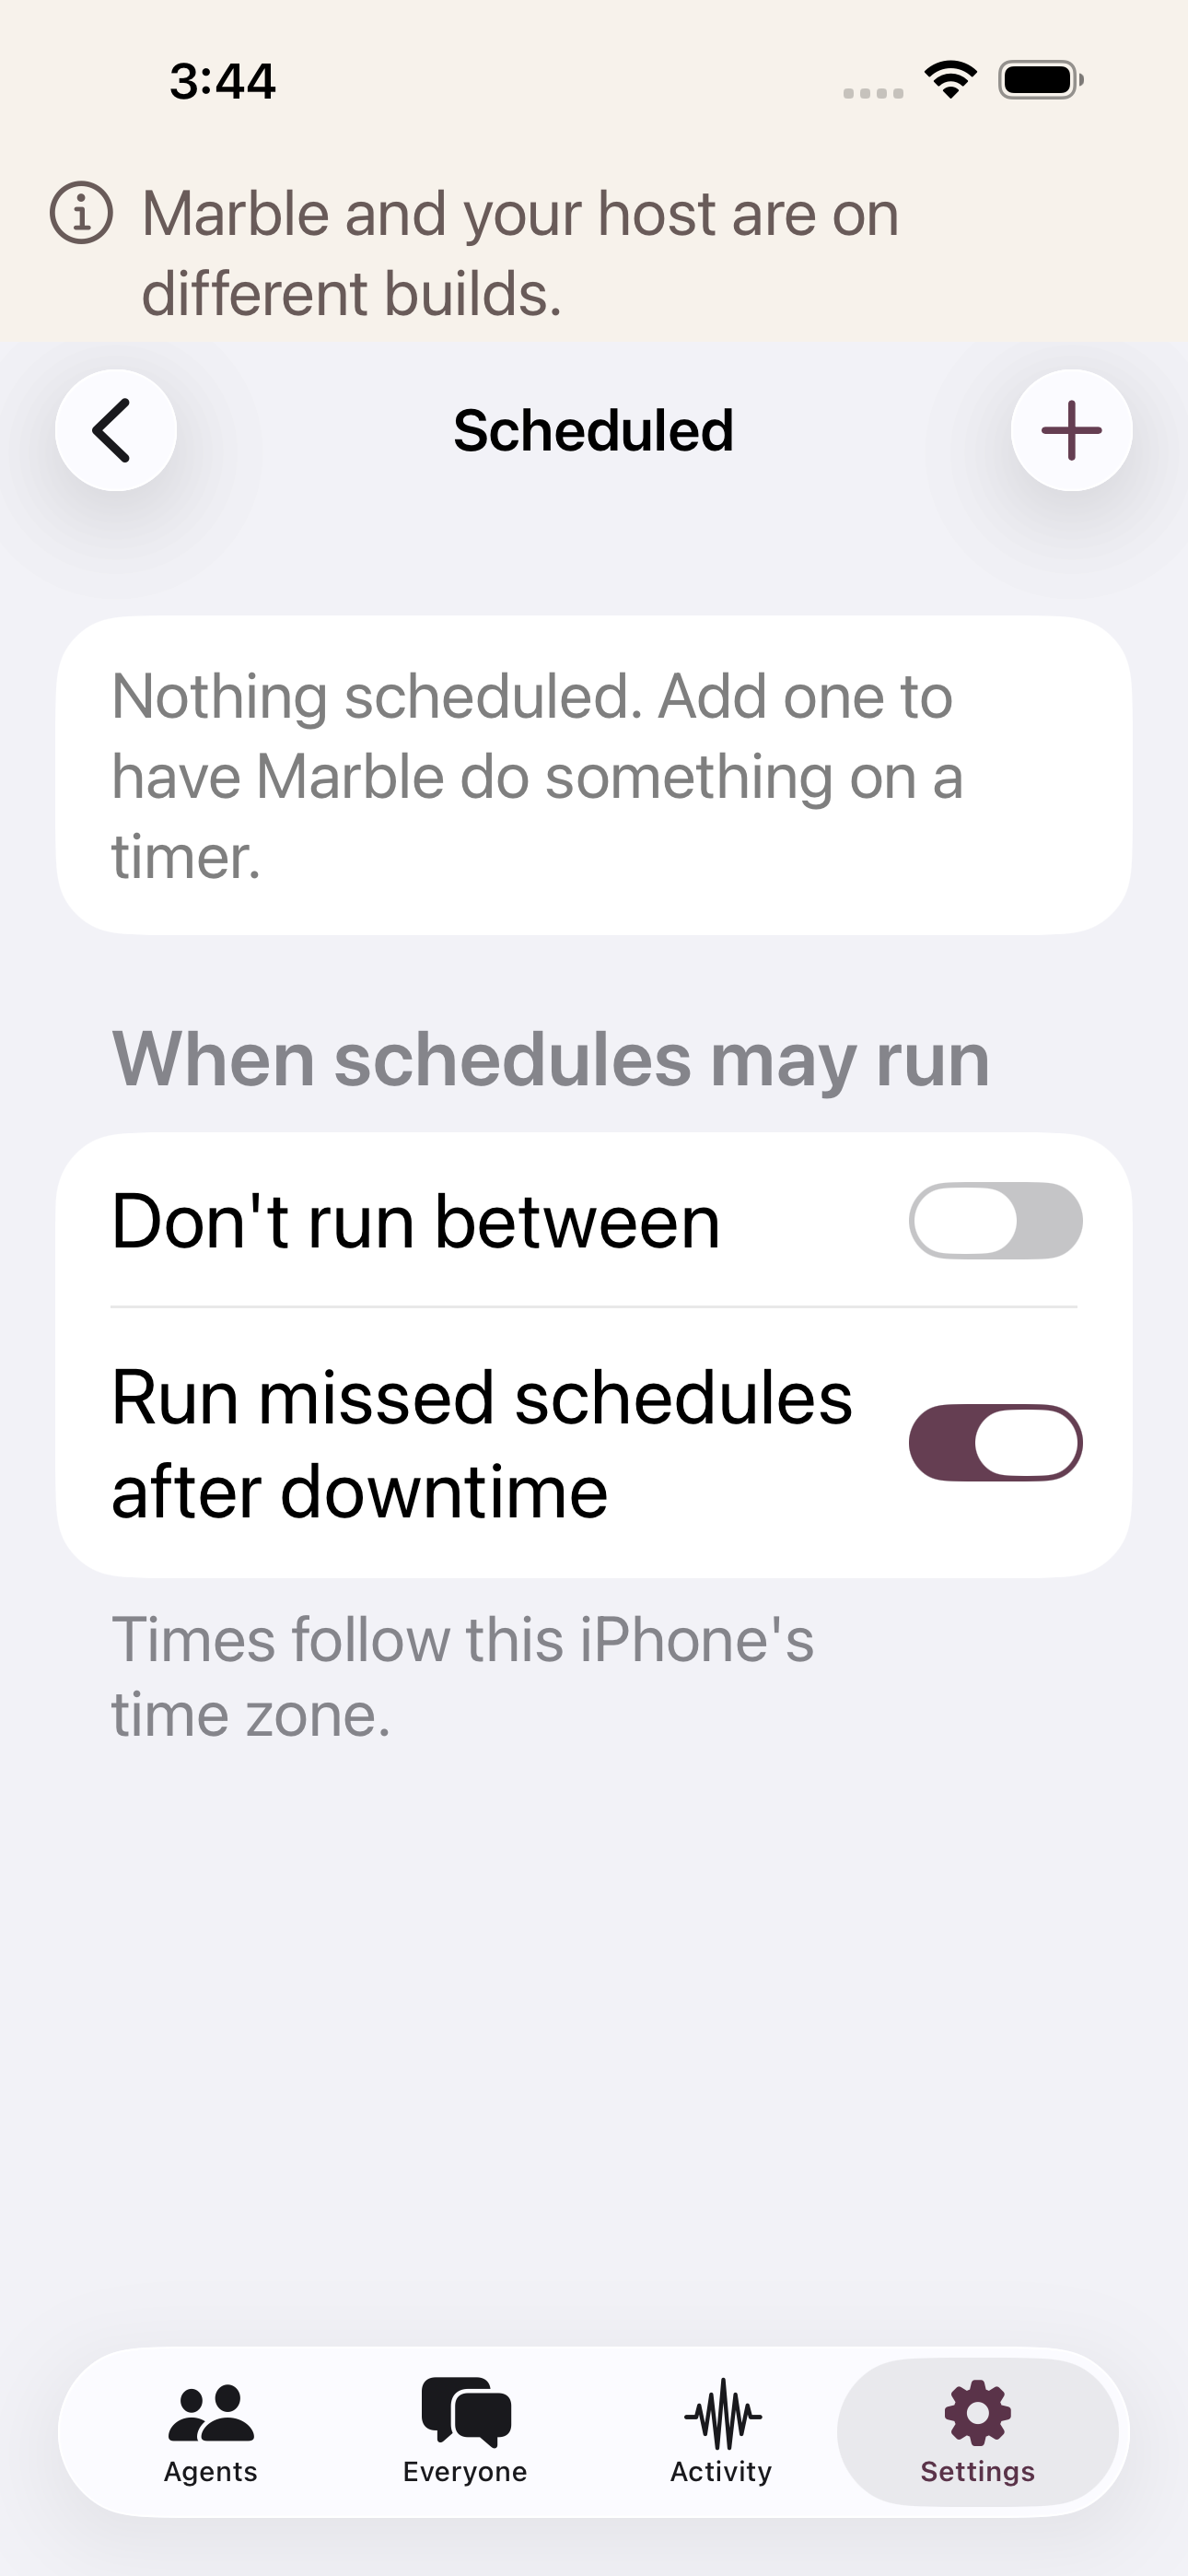 3:44
Marble and your host are on
different builds.
Scheduled
Nothing scheduled. Add one to
have Marble do something on a
timer.
When schedules may run
Don't run between
Run missed schedules
after downtime
Times follow this iPhone's
time zone.
Agents
Everyone
Activity
Settings